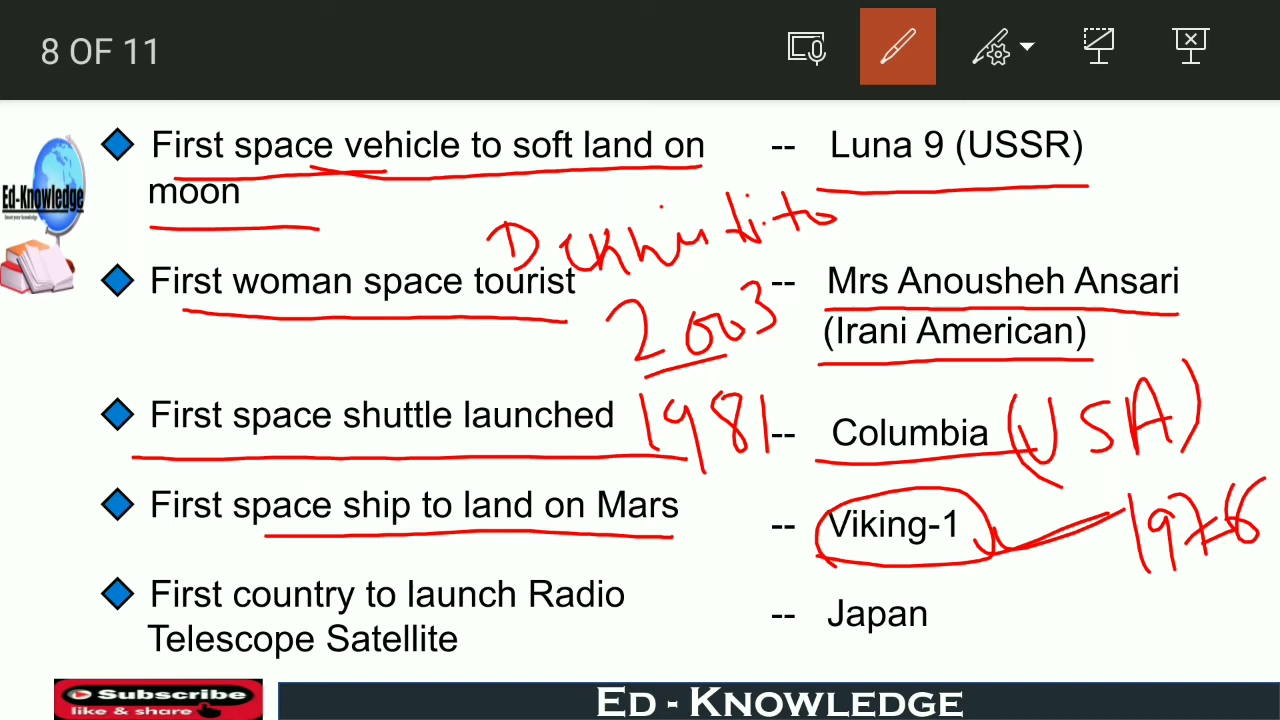 8 OF 11
First space vehicle to soft land on -- Luna 9 (USSR)
moon
Ed-Knowledge
First woman space tourist -- Mrs Anousheh Ansari
2003 (Irani American)
First space shuttle launched 1981 -- Columbia (USA)
First space ship to land on Mars -- Viking-1 1976
First country to launch Radio -- Japan
Telescope Satellite
Subscribe
like & share
ED - KNOWLEDGE